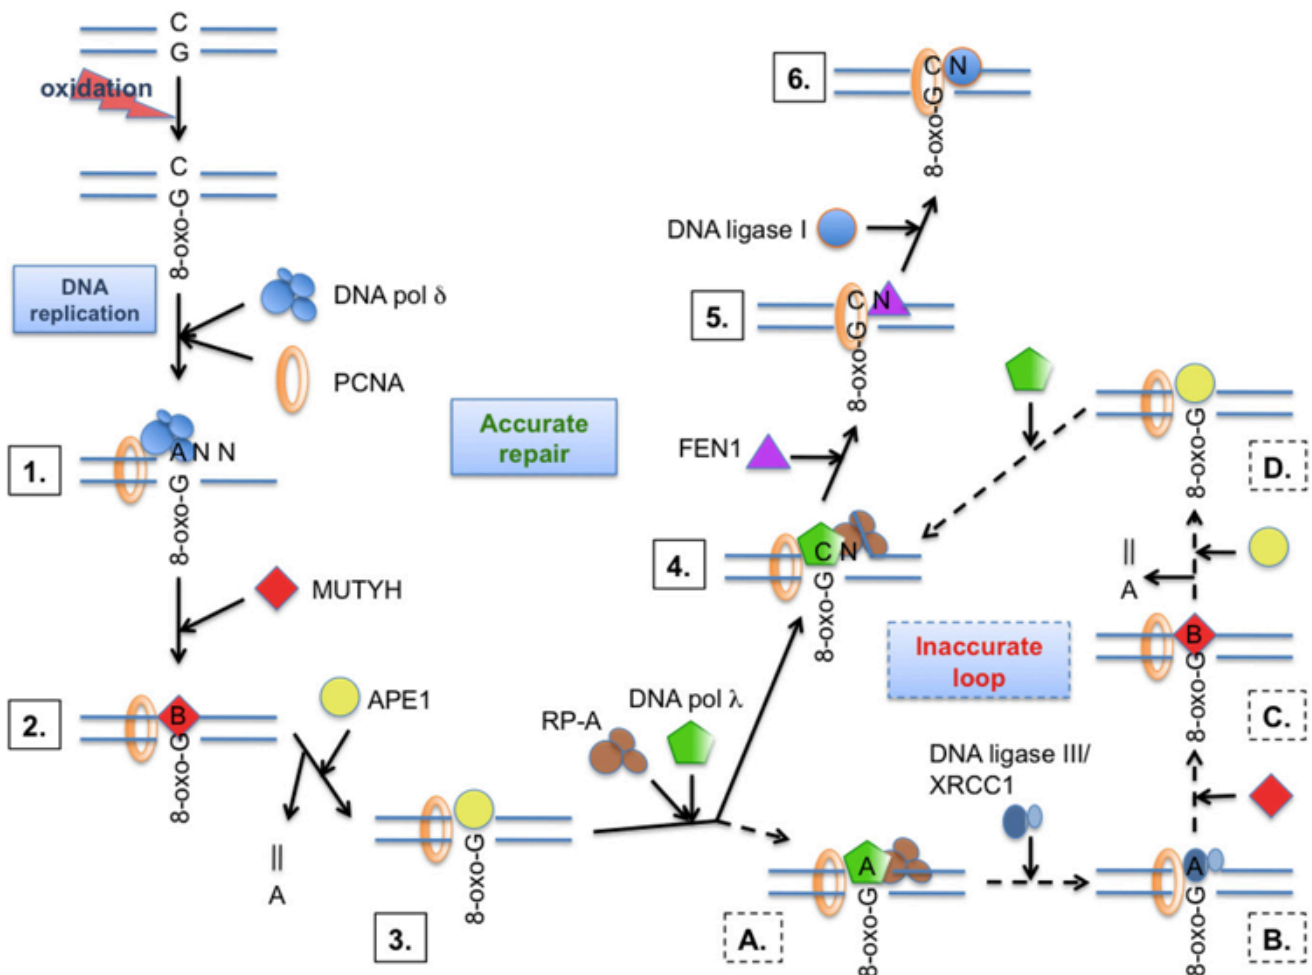 C
G
oxidation
C
8-oxo-G
DNA
replication
DNA pol δ
PCNA
1.
A N N
8-oxo-G
MUTYH
2.
B
8-oxo-G
APE1
||
A
3.
8-oxo-G
Accurate
repair
RP-A
DNA pol λ
4.
C N
8-oxo-G
FEN1
5.
C N
8-oxo-G
DNA ligase I
6.
C N
8-oxo-G
Inaccurate
loop
A.
A
8-oxo-G
DNA ligase III/
XRCC1
B.
A
8-oxo-G
C.
B
8-oxo-G
||
A
D.
8-oxo-G